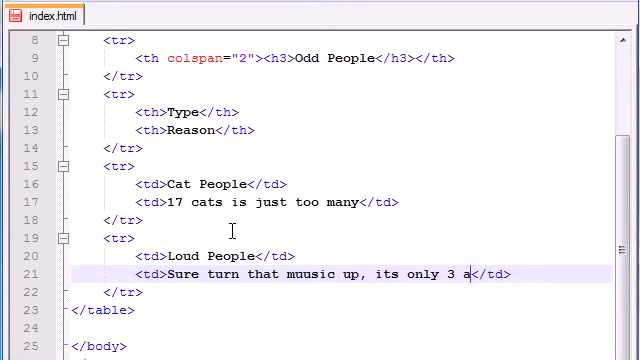 index.html
8 <tr>
9 <th colspan="2"><h3>Odd People</h3></th>
10 </tr>
11 <tr>
12 <th>Type</th>
13 <th>Reason</th>
14 </tr>
15 <tr>
16 <td>Cat People</td>
17 <td>17 cats is just too many</td>
18 </tr>
19 <tr>
20 <td>Loud People</td>
21 <td>Sure turn that muusic up, its only 3 a</td>
22 </tr>
23 </table>
24
25 </body>